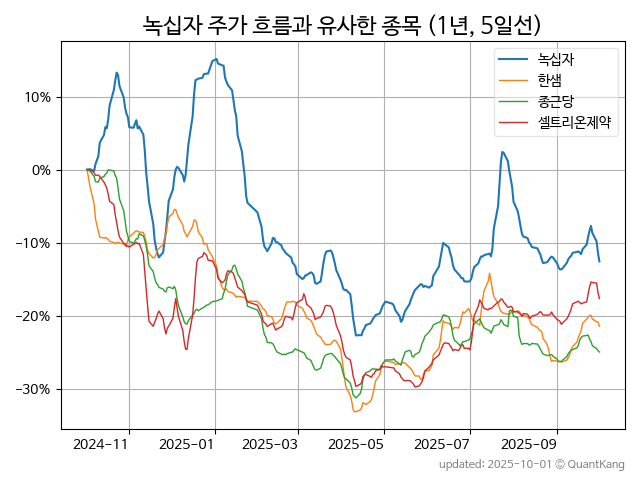 녹십자 주가 흐름과 유사한 종목 (1년, 5일선)
녹십자
한샘
종근당
셀트리온제약
10%
0%
−10%
−20%
−30%
2024-11
2025-01
2025-03
2025-05
2025-07
2025-09
updated: 2025-10-01 © QuantKang